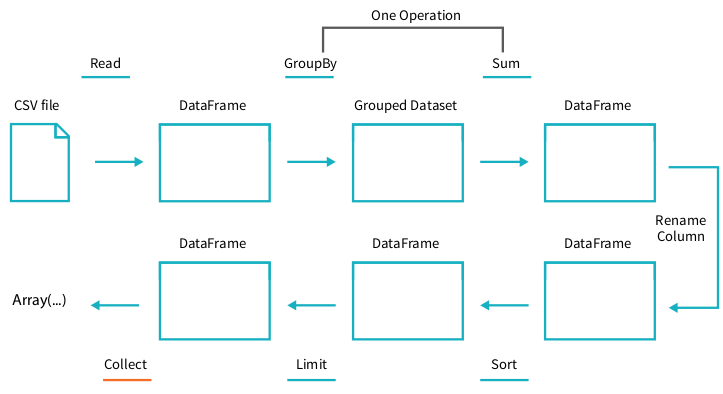 One Operation
Read
GroupBy
Sum
CSV file
DataFrame
Grouped Dataset
DataFrame
Rename
Column
DataFrame
DataFrame
DataFrame
Array(...)
Collect
Limit
Sort